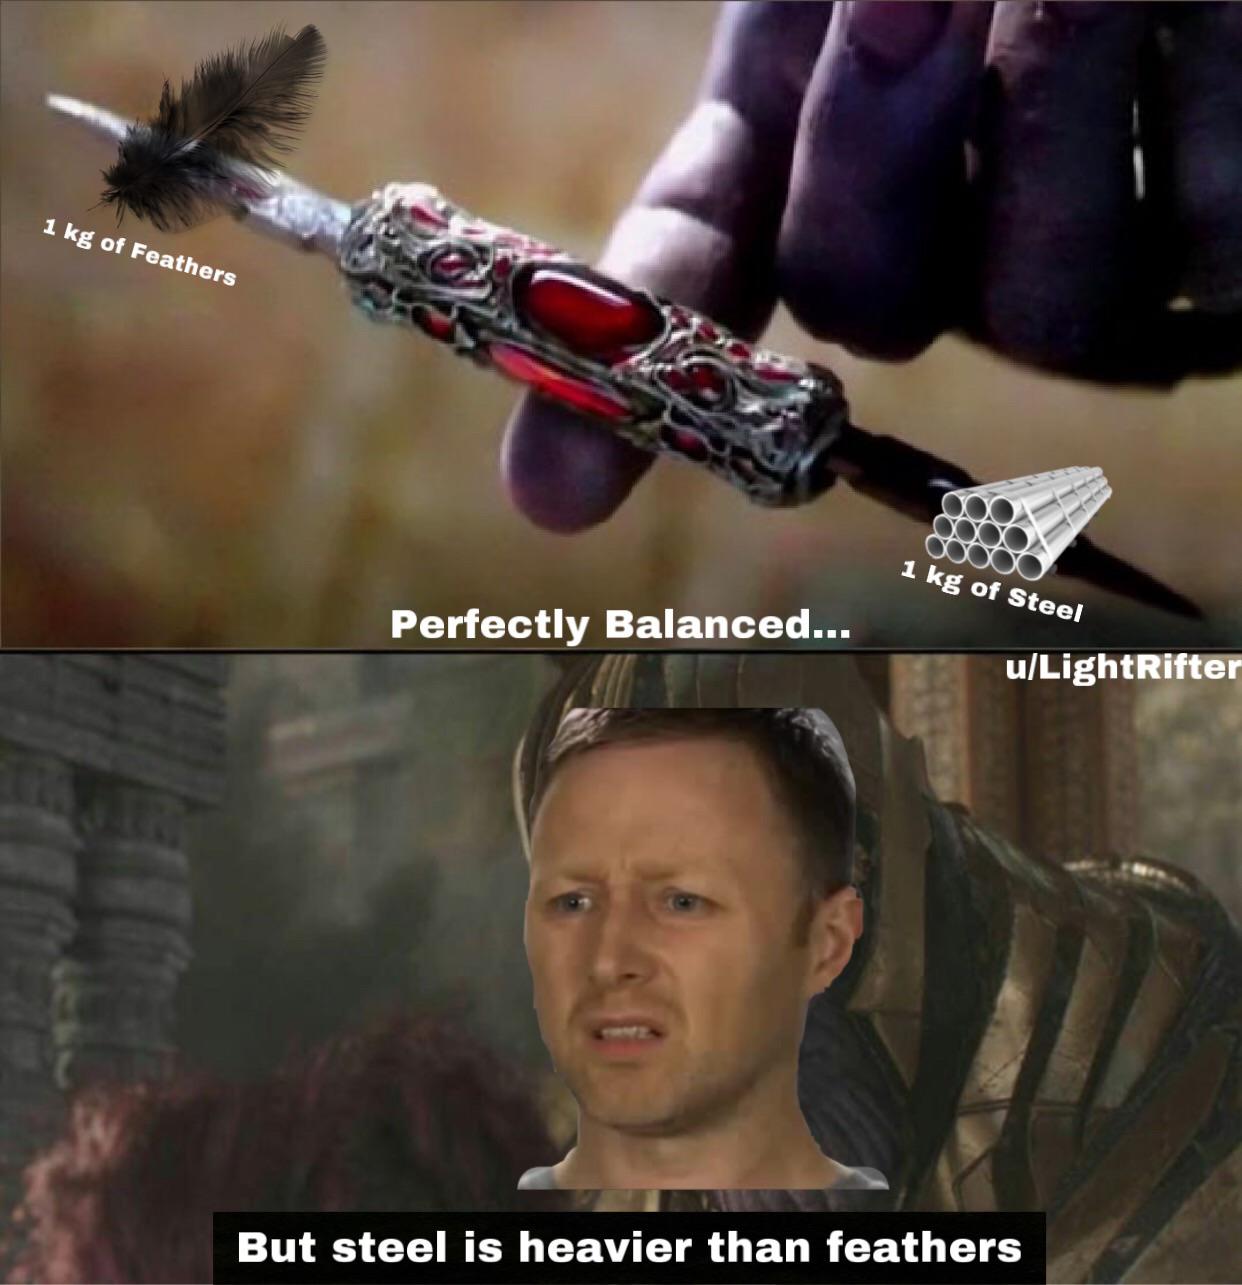 1 kg of Feathers
1 kg of Steel
Perfectly Balanced...
u/LightRifter
But steel is heavier than feathers